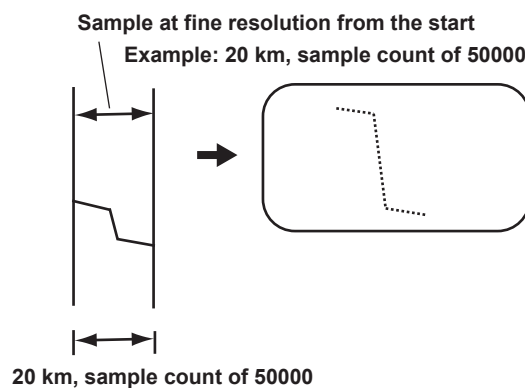 Sample at fine resolution from the start
Example: 20 km, sample count of 50000
20 km, sample count of 50000